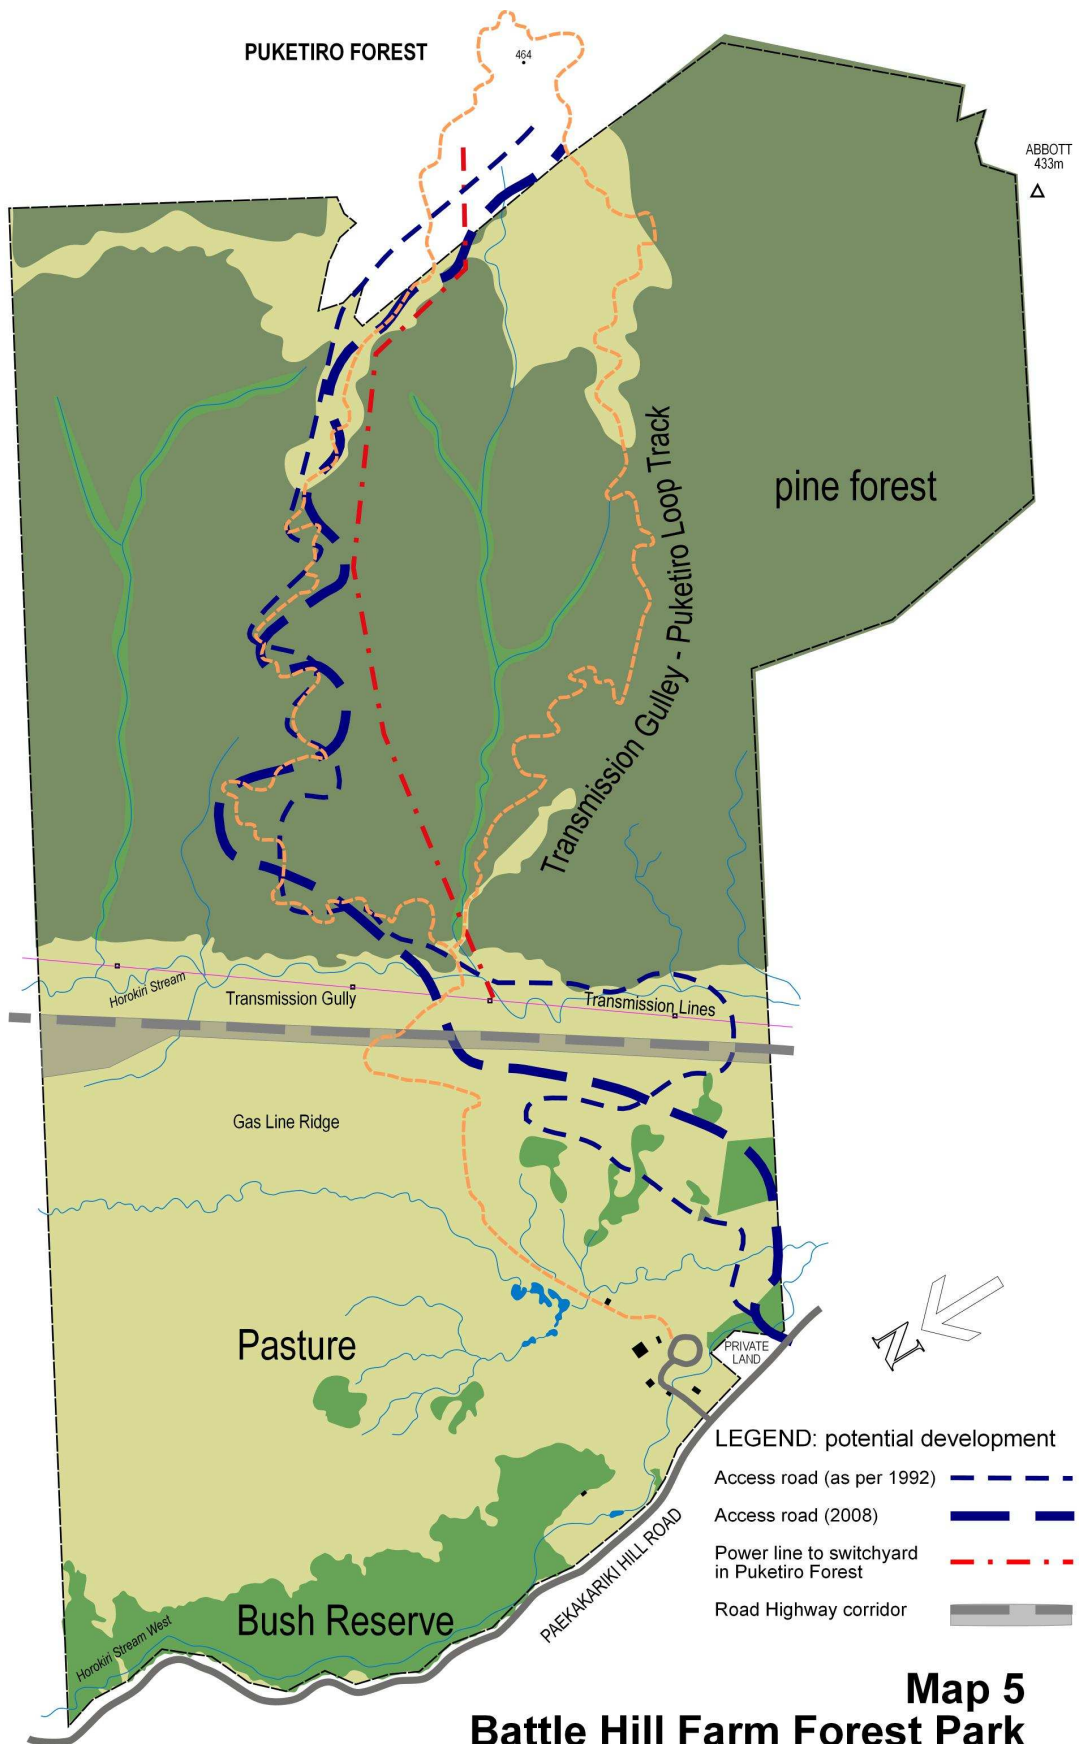 PUKETIRO FOREST
464
ABBOTT
433m
pine forest
Transmission Gulley - Puketiro Loop Track
Horokiri Stream
Transmission Gully
Transmission Lines
Gas Line Ridge
Pasture
N
PRIVATE
LAND
LEGEND: potential development
Access road (as per 1992)
Access road (2008)
Power line to switchyard
in Puketiro Forest
Road Highway corridor
PAEKAKARIKI HILL ROAD
Bush Reserve
Horokiri Stream West
Map 5
Battle Hill Farm Forest Park